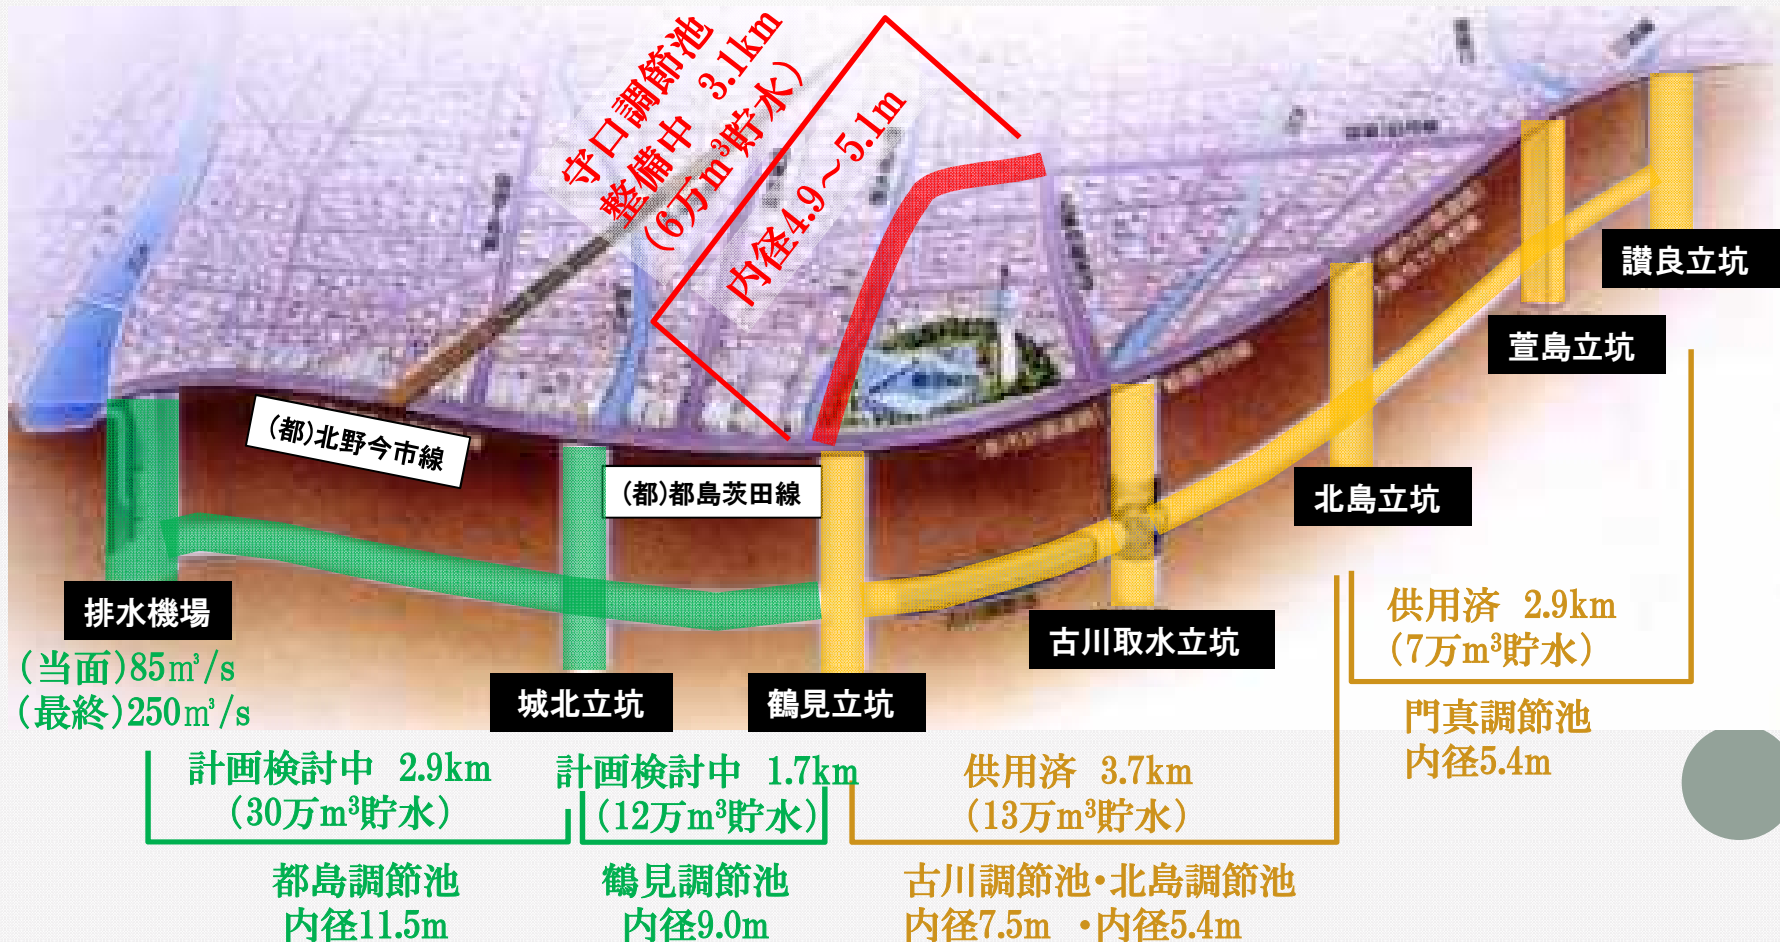 守口調節池
整備中 3.1km
（6万m³貯水）
内径4.9～5.1m
讃良立坑
萱島立坑
(都)北野今市線
(都)都島茨田線
北島立坑
排水機場
古川取水立坑
供用済 2.9km
（7万m³貯水）
（当面）85㎥/s
（最終）250㎥/s
城北立坑
鶴見立坑
門真調節池
内径5.4m
計画検討中 2.9km
（30万m³貯水）
計画検討中 1.7km
（12万m³貯水）
供用済 3.7km
（13万m³貯水）
都島調節池
内径11.5m
鶴見調節池
内径9.0m
古川調節池・北島調節池
内径7.5m ・内径5.4m